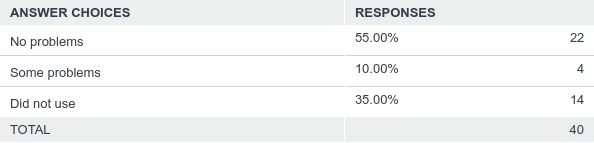 ANSWER CHOICES RESPONSES
No problems 55.00% 22
Some problems 10.00% 4
Did not use 35.00% 14
TOTAL 40